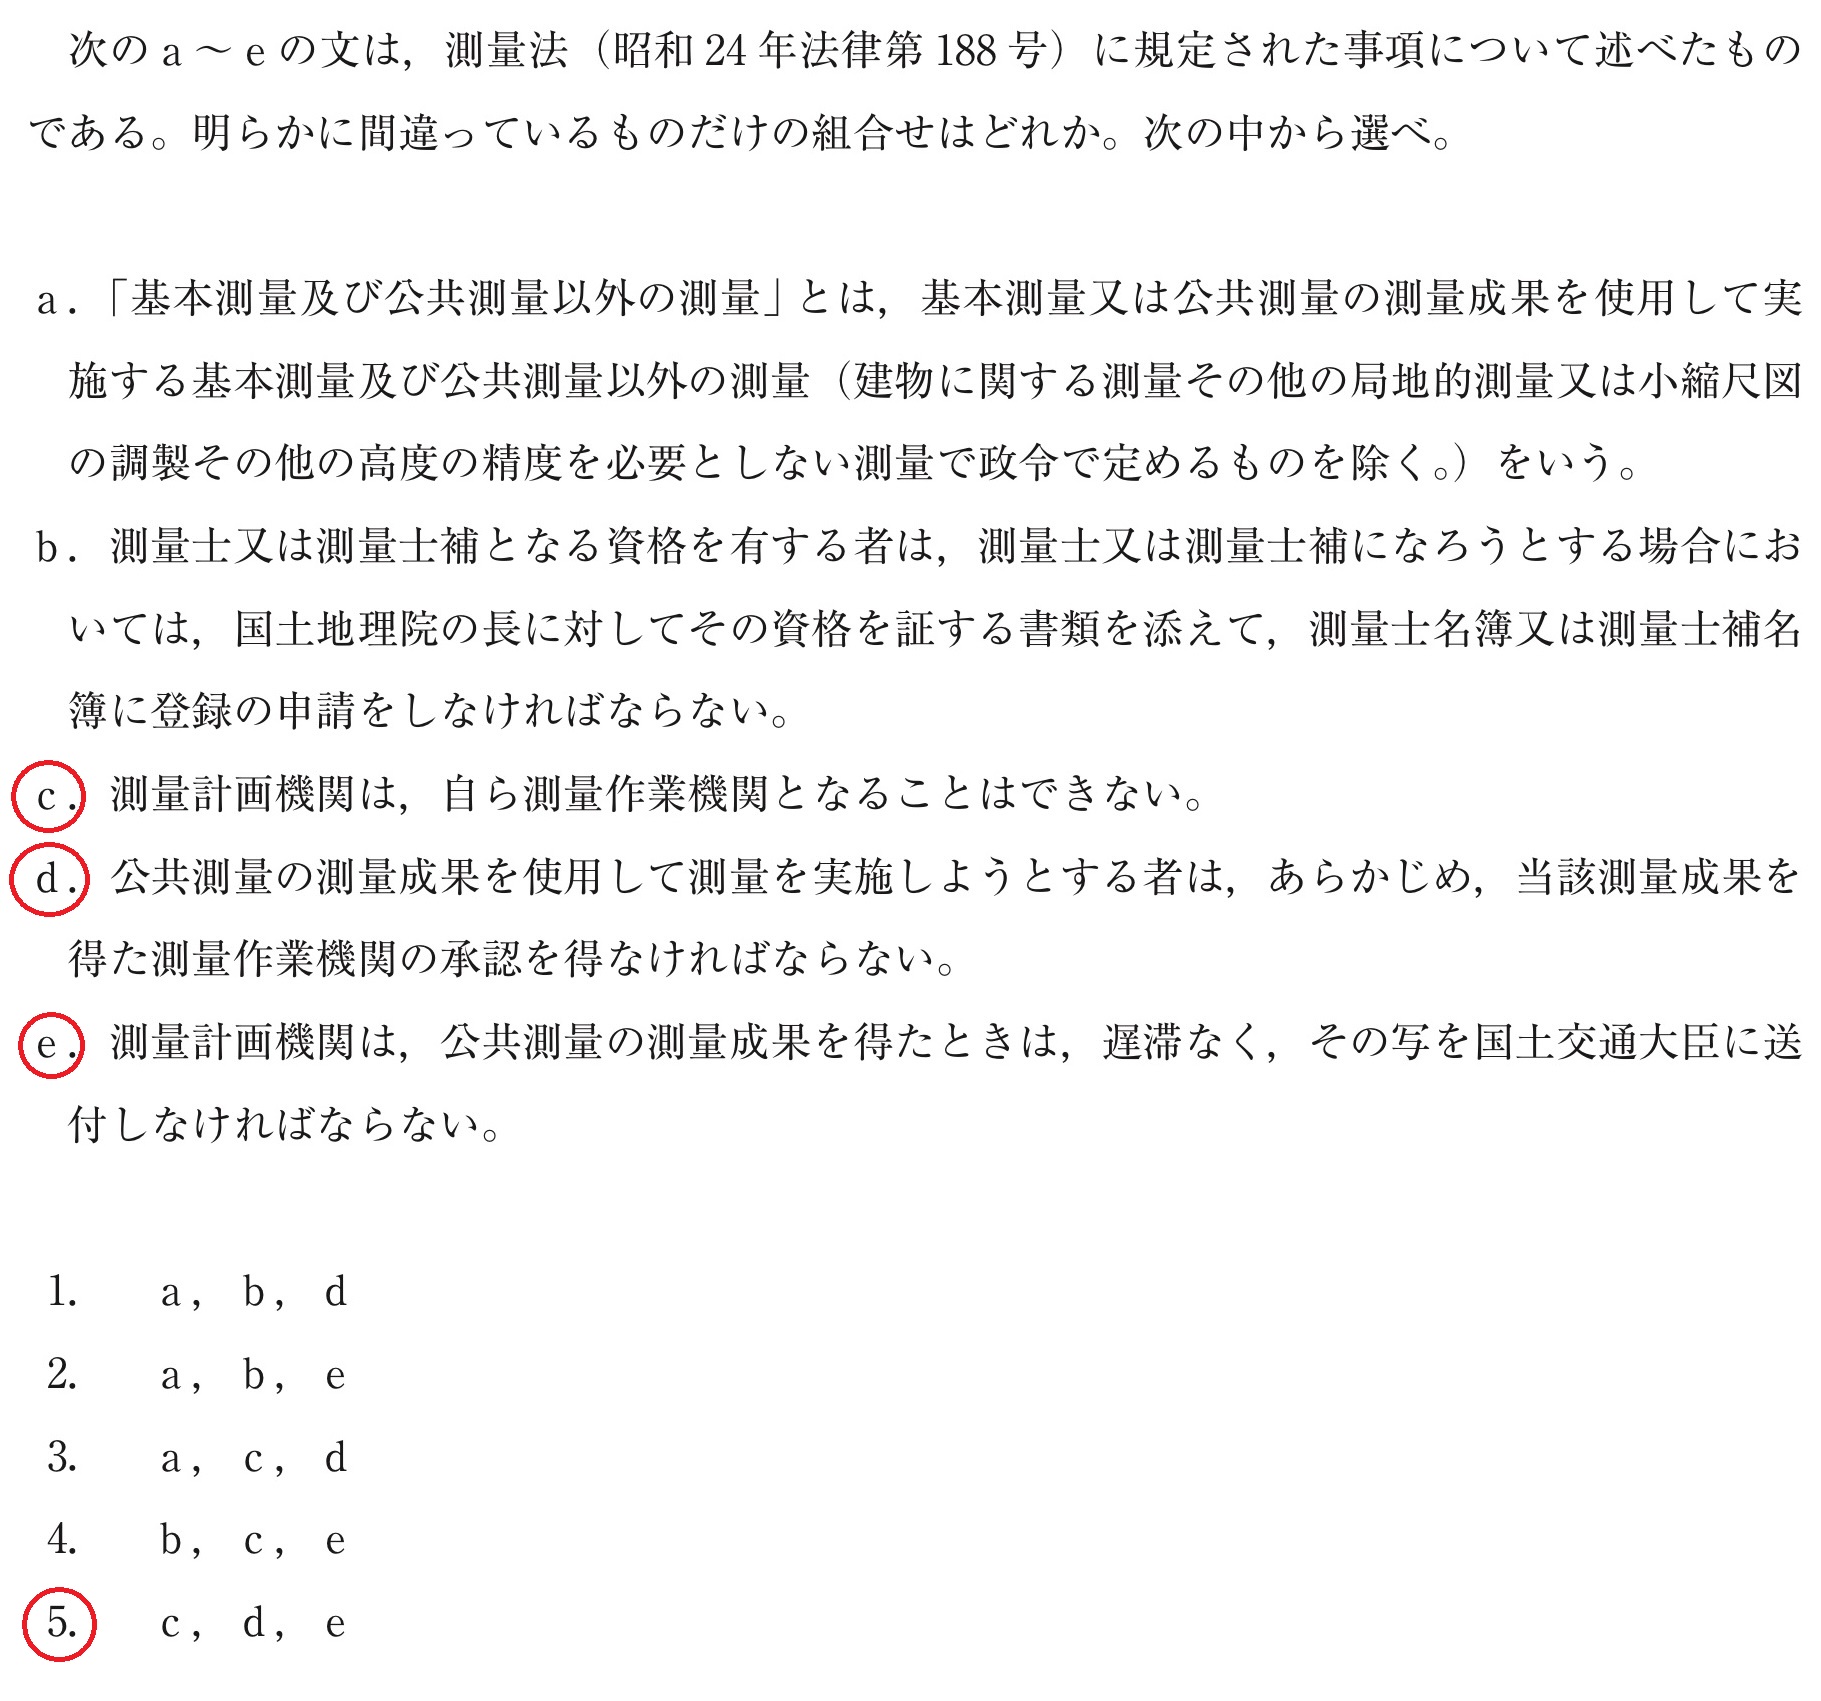 次の a ～ e の文は，測量法（昭和 24 年法律第 188 号）に規定された事項について述べたもの
である。明らかに間違っているものだけの組合せはどれか。次の中から選べ。
a．「基本測量及び公共測量以外の測量」とは，基本測量又は公共測量の測量成果を使用して実
施する基本測量及び公共測量以外の測量（建物に関する測量その他の局地的測量又は小縮尺図
の調製その他の高度の精度を必要としない測量で政令で定めるものを除く。）をいう。
b．測量士又は測量士補となる資格を有する者は，測量士又は測量士補になろうとする場合にお
いては，国土地理院の長に対してその資格を証する書類を添えて，測量士名簿又は測量士補名
簿に登録の申請をしなければならない。
c．測量計画機関は，自ら測量作業機関となることはできない。
d．公共測量の測量成果を使用して測量を実施しようとする者は，あらかじめ，当該測量成果を
得た測量作業機関の承認を得なければならない。
e．測量計画機関は，公共測量の測量成果を得たときは，遅滞なく，その写を国土交通大臣に送
付しなければならない。
1. a， b， d
2. a， b， e
3. a， c， d
4. b， c， e
5. c， d， e